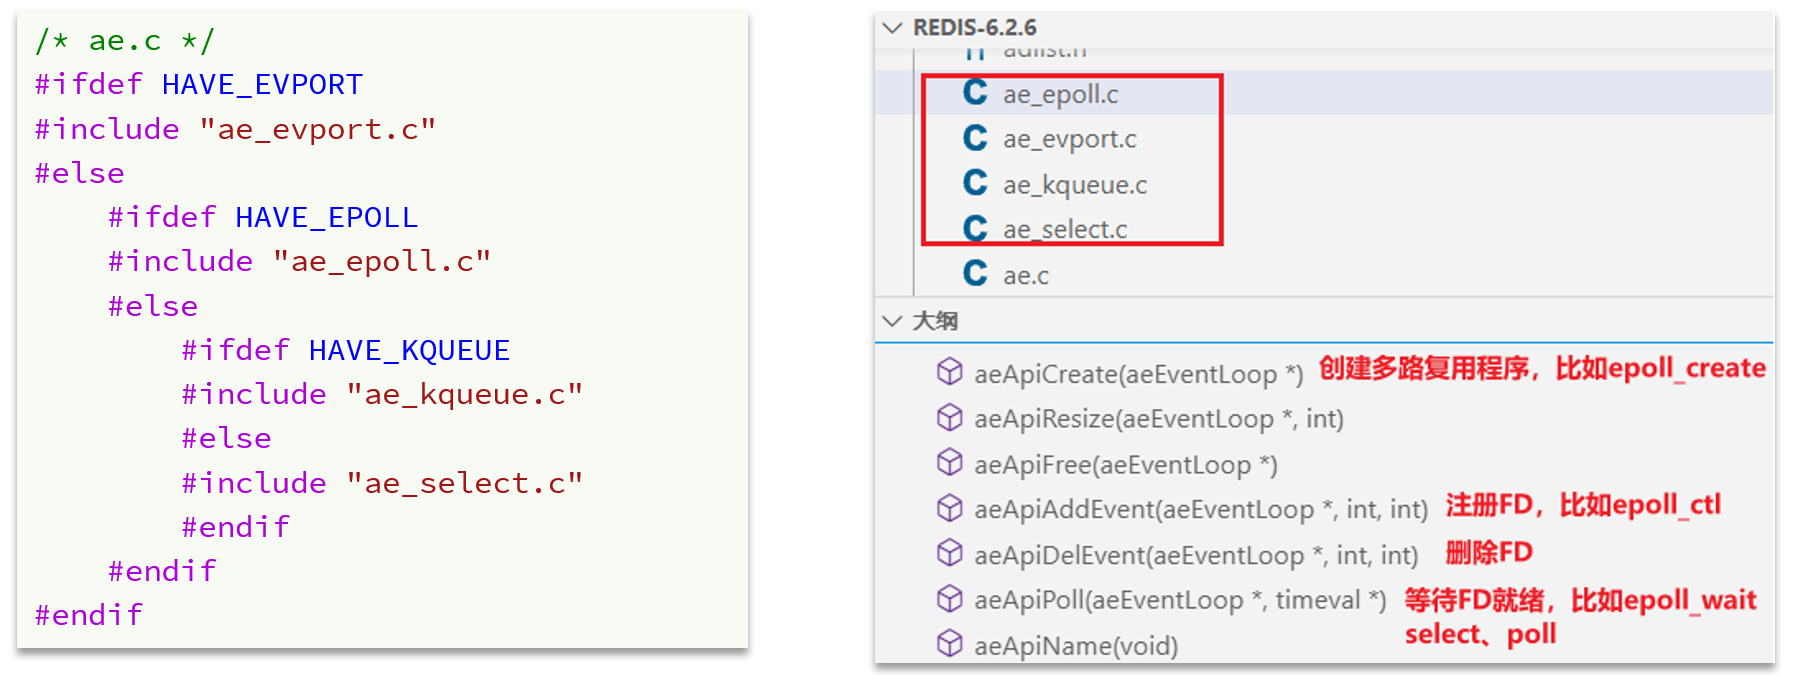 /* ae.c */
#ifdef HAVE_EVPORT
#include "ae_evport.c"
#else
#ifdef HAVE_EPOLL
#include "ae_epoll.c"
#else
#ifdef HAVE_KQUEUE
#include "ae_kqueue.c"
#else
#include "ae_select.c"
#endif
#endif
#endif
REDIS-6.2.6
adlist.h
C ae_epoll.c
C ae_evport.c
C ae_kqueue.c
C ae_select.c
C ae.c
大纲
aeApiCreate(aeEventLoop *) 创建多路复用程序，比如epoll_create
aeApiResize(aeEventLoop *, int)
aeApiFree(aeEventLoop *)
aeApiAddEvent(aeEventLoop *, int, int) 注册FD，比如epoll_ctl
aeApiDelEvent(aeEventLoop *, int, int) 删除FD
aeApiPoll(aeEventLoop *, timeval *) 等待FD就绪，比如epoll_wait
select、poll
aeApiName(void)